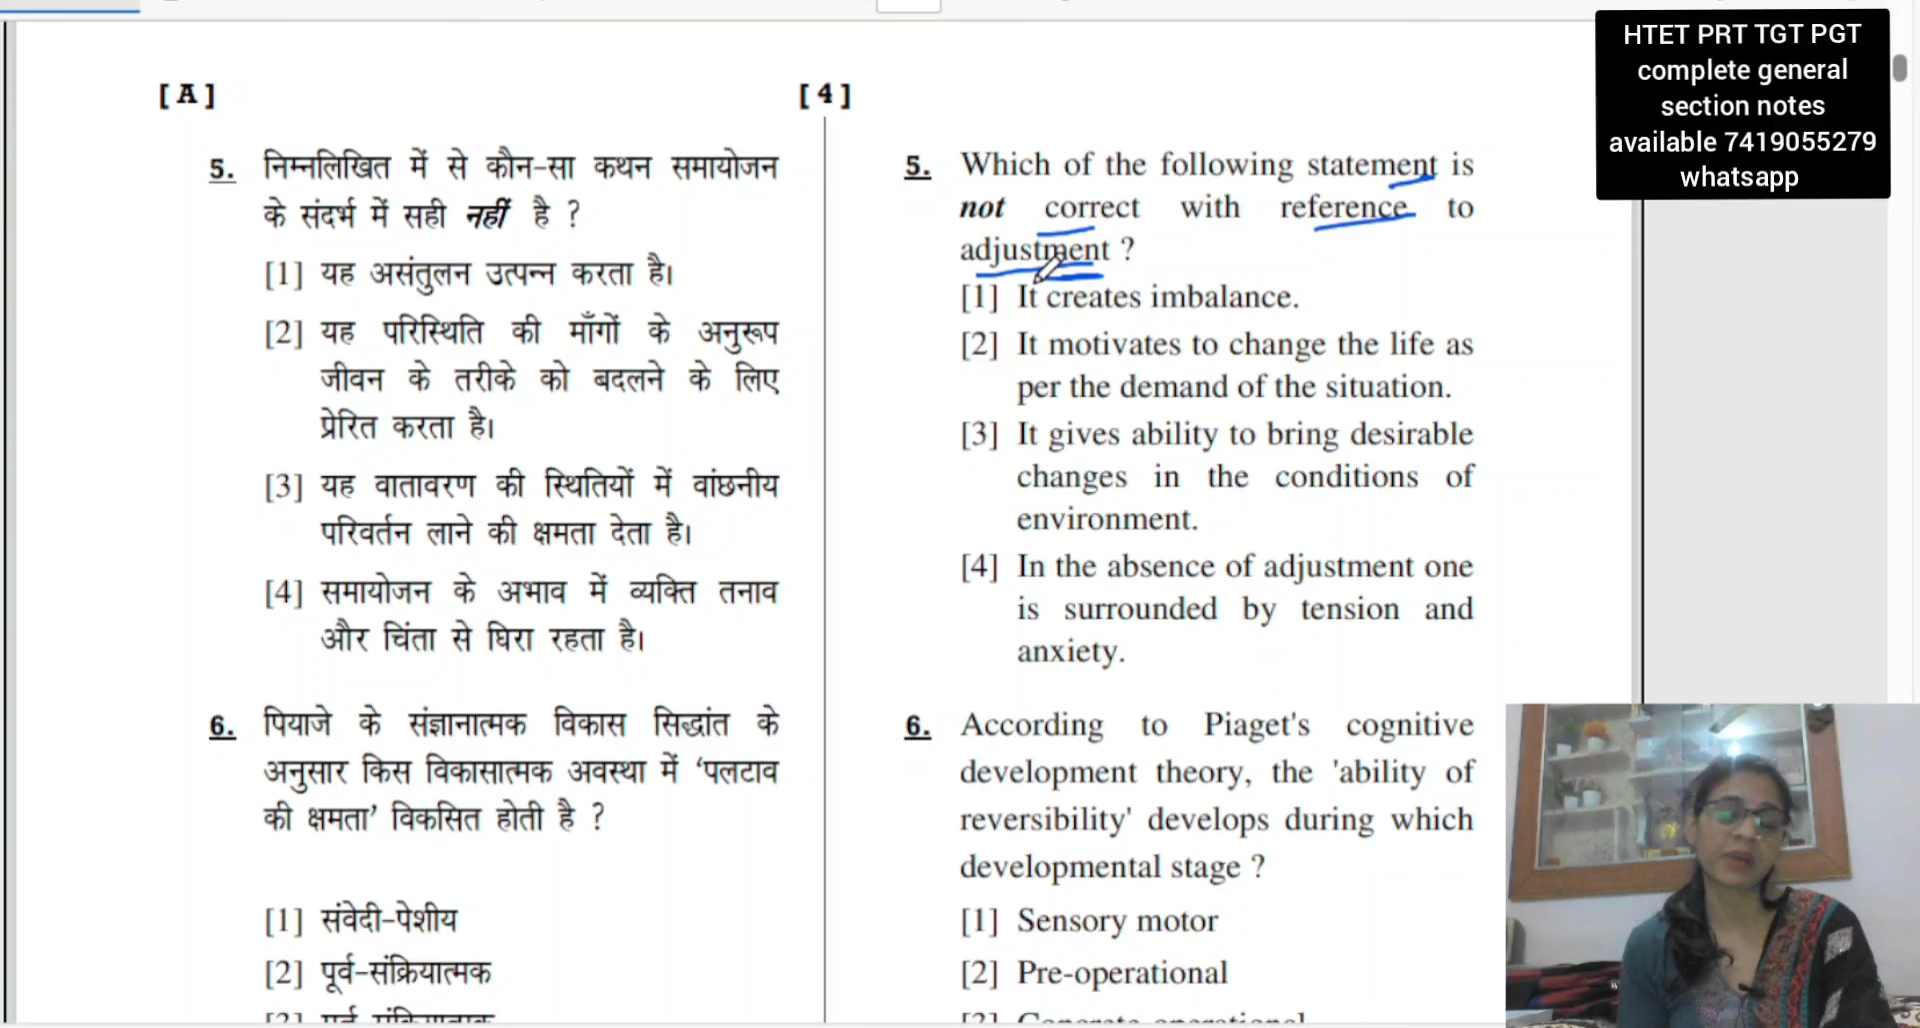 HTET PRT TGT PGT
complete general
section notes
available 7419055279
whatsapp
[ A ]
[ 4 ]
5. निम्नलिखित में से कौन-सा कथन समायोजन
के संदर्भ में सही नहीं है ?
[1] यह असंतुलन उत्पन्न करता है।
[2] यह परिस्थिति की माँगों के अनुरूप
जीवन के तरीके को बदलने के लिए
प्रेरित करता है।
[3] यह वातावरण की स्थितियों में वांछनीय
परिवर्तन लाने की क्षमता देता है।
[4] समायोजन के अभाव में व्यक्ति तनाव
और चिंता से घिरा रहता है।
6. पियाजे के संज्ञानात्मक विकास सिद्धांत के
अनुसार किस विकासात्मक अवस्था में ‘पलटाव
की क्षमता’ विकसित होती है ?
[1] संवेदी-पेशीय
[2] पूर्व-संक्रियात्मक
5. Which of the following statement is
not correct with reference to
adjustment ?
[1] It creates imbalance.
[2] It motivates to change the life as
per the demand of the situation.
[3] It gives ability to bring desirable
changes in the conditions of
environment.
[4] In the absence of adjustment one
is surrounded by tension and
anxiety.
6. According to Piaget's cognitive
development theory, the 'ability of
reversibility' develops during which
developmental stage ?
[1] Sensory motor
[2] Pre-operational
[3] Concrete operational